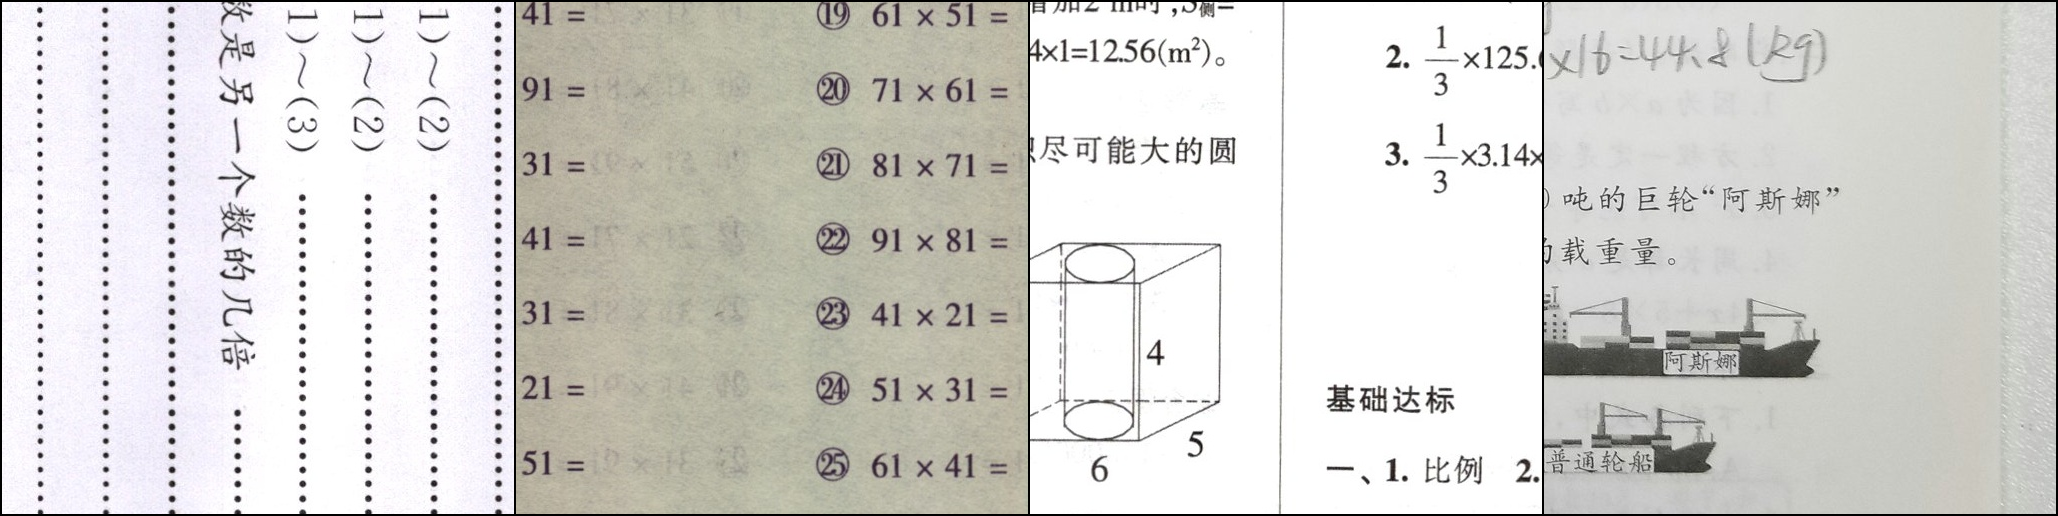 1)~(2)
1)~(2)
1)~(3)
数是另一个数的几倍
41 =
91 =
31 =
41 =
31 =
21 =
51 =
⑲ 61 × 51 =
⑳ 71 × 61 =
㉑ 81 × 71 =
㉒ 91 × 81 =
㉓ 41 × 21 =
㉔ 51 × 31 =
㉕ 61 × 41 =
增加2 m时,S侧=
4×1=12.56(m²)。
尽可能大的圆
4
5
6
2. 1/3 ×125.
3. 1/3 ×3.14×
基础达标
一、1. 比例 2.
×16=44.8(kg)
)吨的巨轮“阿斯娜”
的载重量。
阿斯娜
普通轮船